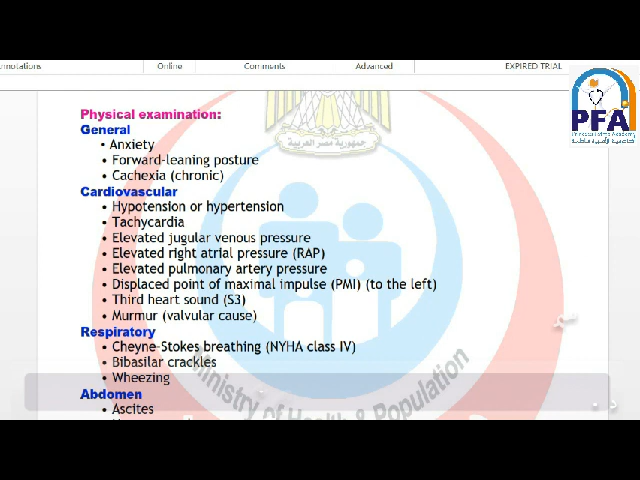 Online
Comments
Advanced
EXPIRED TRIAL
PFA
Physical examination:
General
• Anxiety
• Forward-leaning posture
• Cachexia (chronic)
Cardiovascular
• Hypotension or hypertension
• Tachycardia
• Elevated jugular venous pressure
• Elevated right atrial pressure (RAP)
• Elevated pulmonary artery pressure
• Displaced point of maximal impulse (PMI) (to the left)
• Third heart sound (S3)
• Murmur (valvular cause)
Respiratory
• Cheyne-Stokes breathing (NYHA class IV)
• Bibasilar crackles
• Wheezing
Abdomen
• Ascites
جمهورية مصر العربية
Ministry of Health & Population